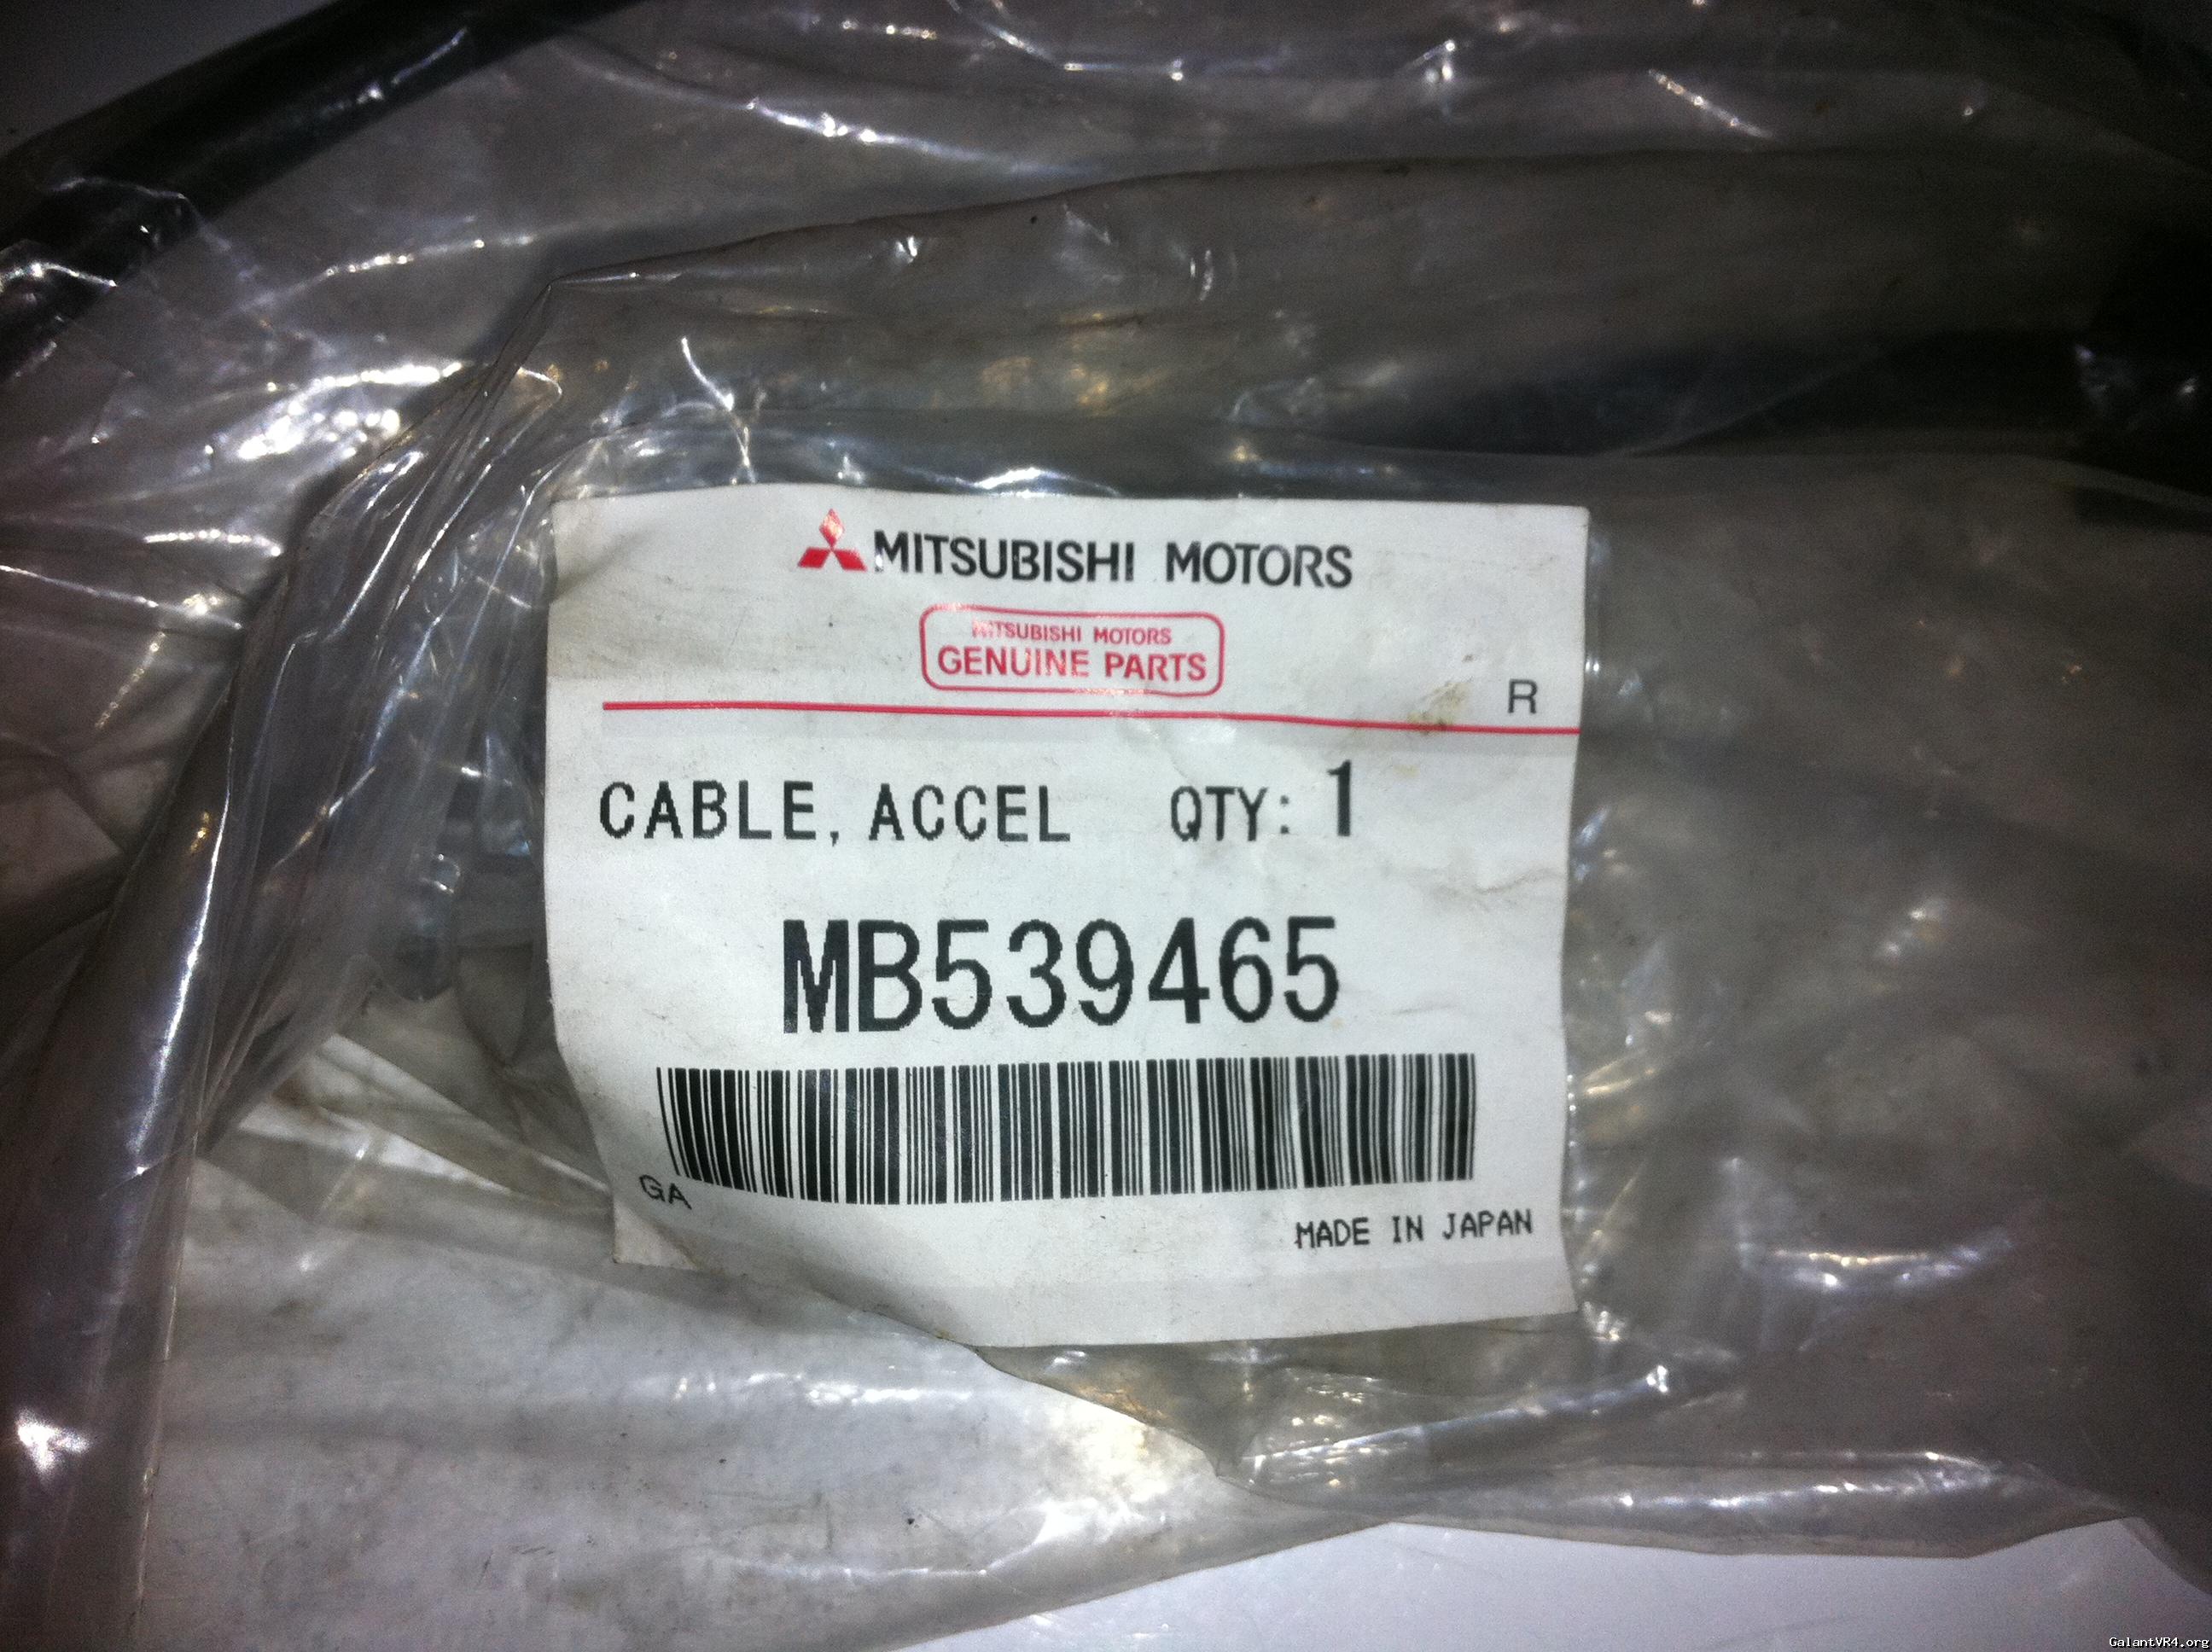 MITSUBISHI MOTORS
MITSUBISHI MOTORS
GENUINE PARTS
R
CABLE, ACCEL QTY: 1
MB539465
GA
MADE IN JAPAN
GalantVR4.org